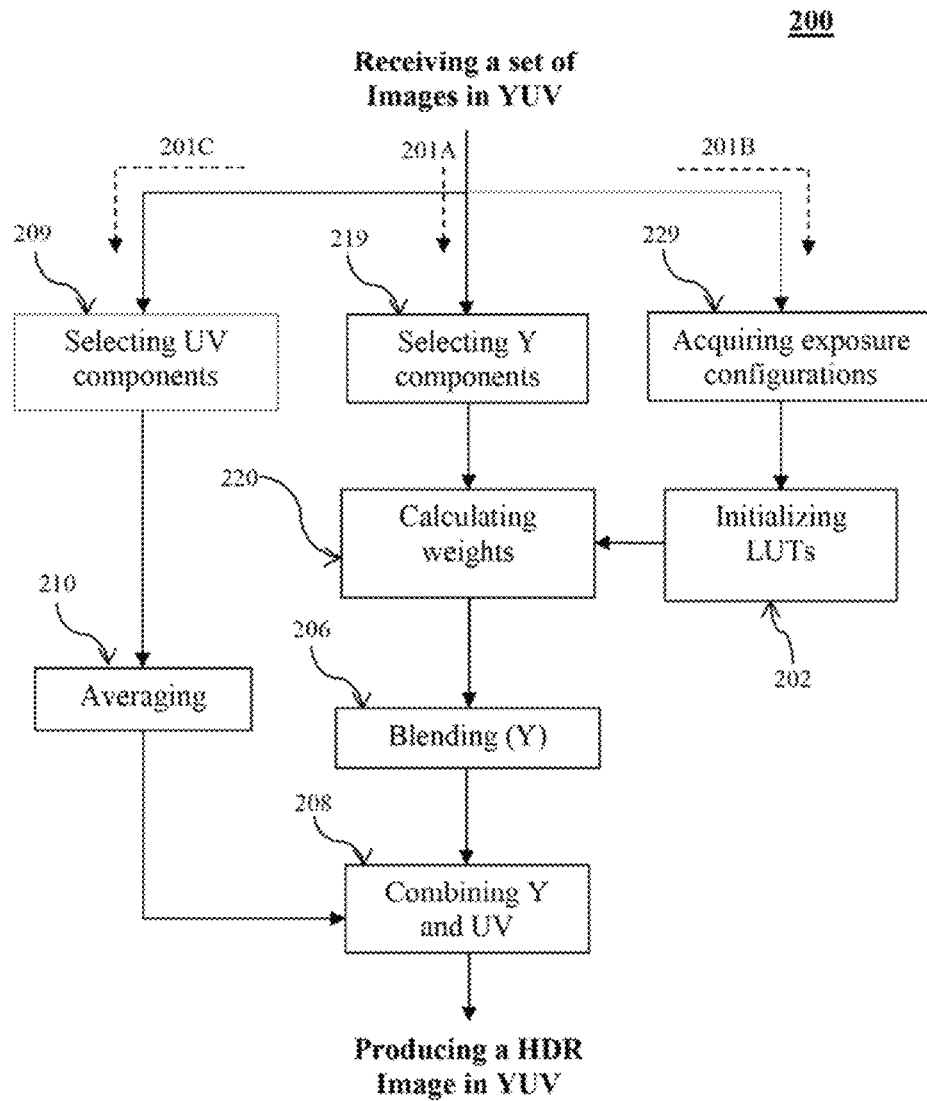 200
Receiving a set of
Images in YUV
201C
201A
201B
209
219
229
Selecting UV
components
Selecting Y
components
Acquiring exposure
configurations
220
Calculating
weights
Initializing
LUTs
210
206
202
Averaging
Blending (Y)
208
Combining Y
and UV
Producing a HDR
Image in YUV